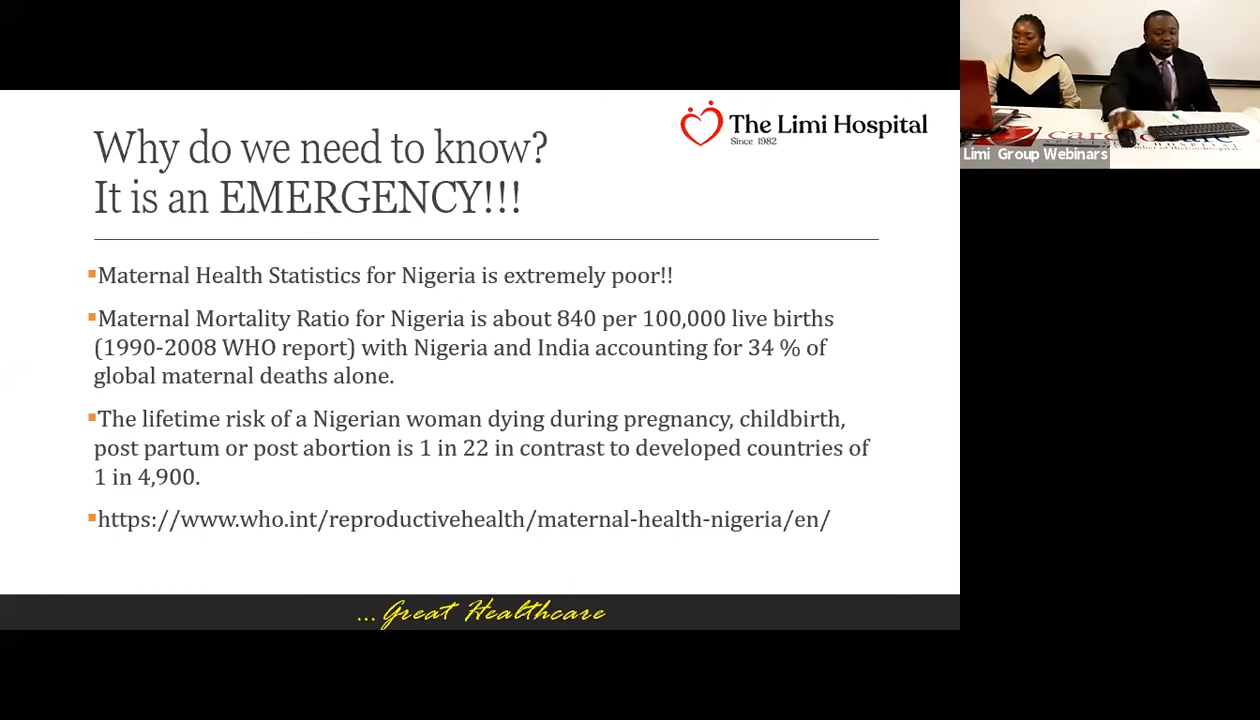 Why do we need to know?
It is an EMERGENCY!!!
The Limi Hospital
Since 1982
▪Maternal Health Statistics for Nigeria is extremely poor!!
▪Maternal Mortality Ratio for Nigeria is about 840 per 100,000 live births
(1990-2008 WHO report) with Nigeria and India accounting for 34 % of
global maternal deaths alone.
▪The lifetime risk of a Nigerian woman dying during pregnancy, childbirth,
post partum or post abortion is 1 in 22 in contrast to developed countries of
1 in 4,900.
▪https://www.who.int/reproductivehealth/maternal-health-nigeria/en/
... Great Healthcare
Limi Group Webinars